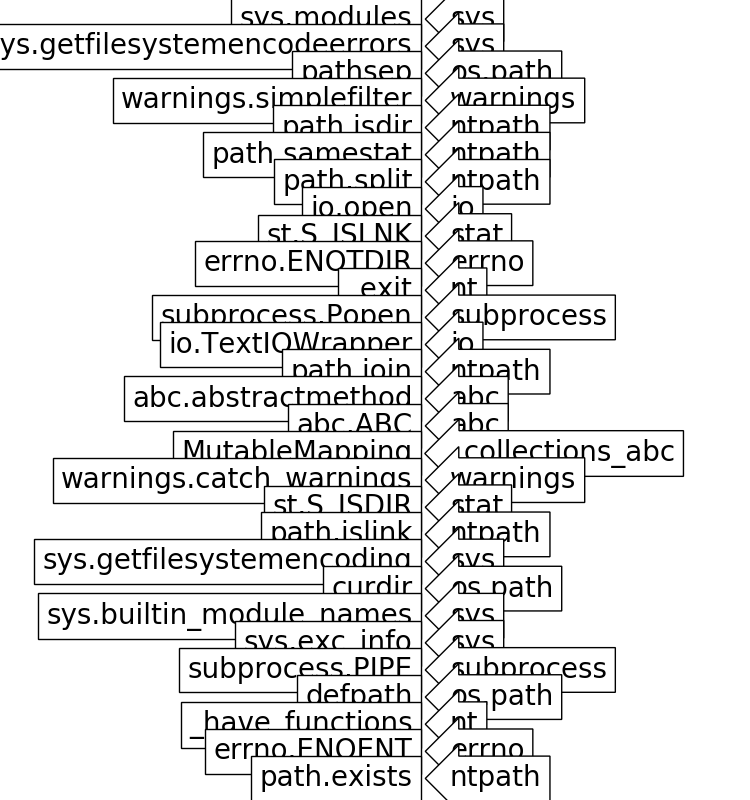 sys.modules sys
ys.getfilesystemencodeerrors sys
pathsep os.path
warnings.simplefilter warnings
path.isdir ntpath
path.samestat ntpath
path.split ntpath
io.open io
st.S_ISLNK stat
errno.ENOTDIR errno
exit nt
subprocess.Popen subprocess
io.TextIOWrapper io
path.join ntpath
abc.abstractmethod abc
abc.ABC abc
MutableMapping _collections_abc
warnings.catch_warnings warnings
st.S_ISDIR stat
path.islink ntpath
sys.getfilesystemencoding sys
curdir os.path
sys.builtin_module_names sys
sys.exc_info sys
subprocess.PIPE subprocess
defpath os.path
_have_functions nt
errno.ENOENT errno
path.exists ntpath